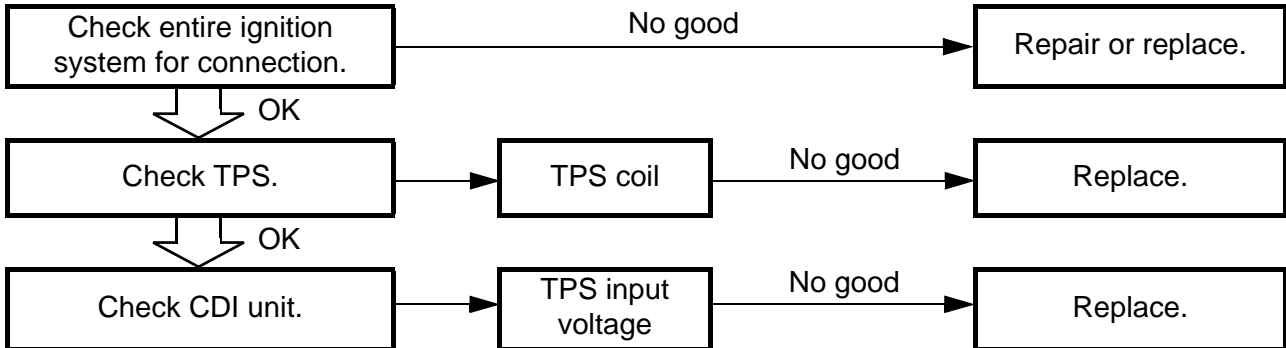 Check entire ignition
system for connection.
No good
Repair or replace.
OK
Check TPS.
TPS coil
No good
Replace.
OK
Check CDI unit.
TPS input
voltage
No good
Replace.